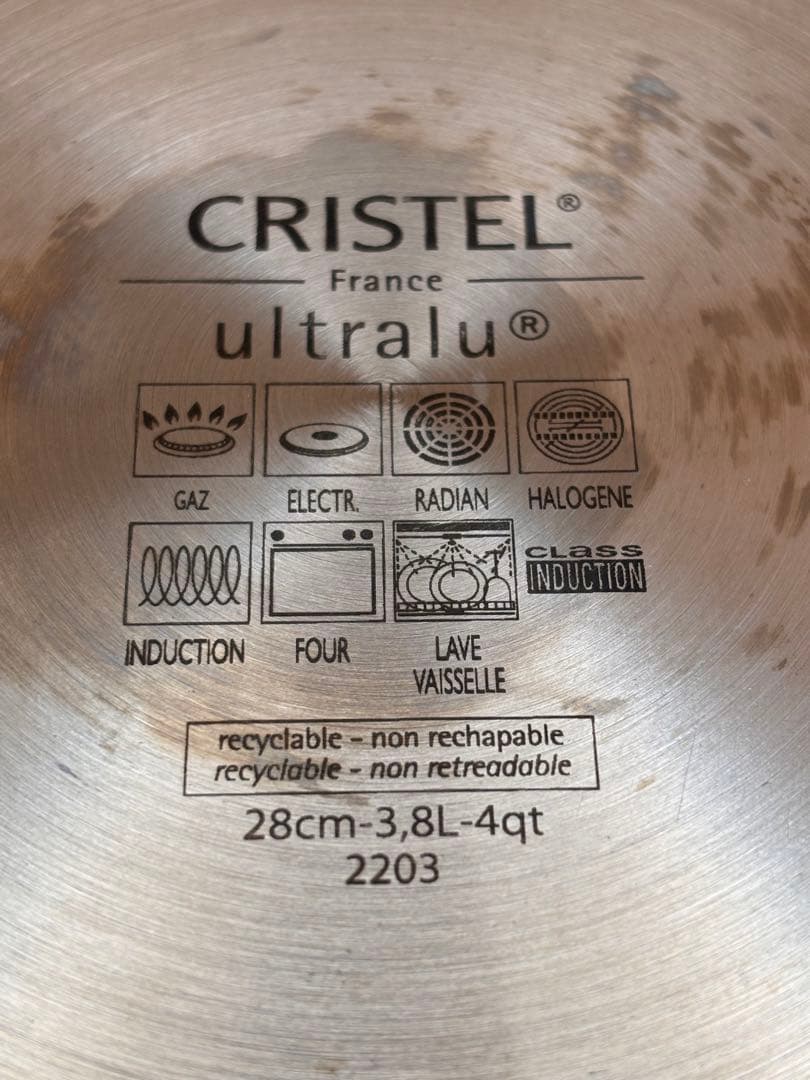 CRISTEL®
France
ultralu®
GAZ ELECTR. RADIAN HALOGENE
CLASS
INDUCTION
INDUCTION FOUR LAVE
VAISSELLE
recyclable – non rechapable
recyclable – non retreadable
28cm-3,8L-4qt
2203